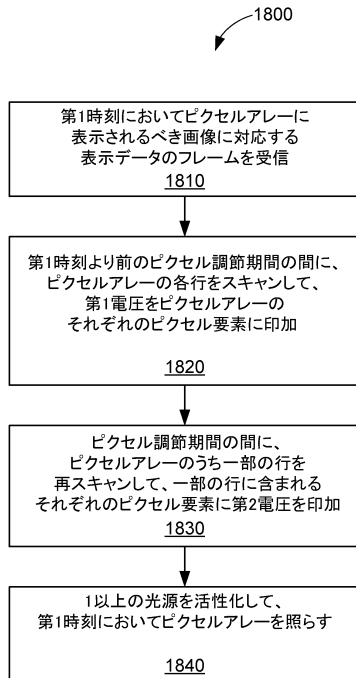 1800
第1時刻においてピクセルアレーに
表示されるべき画像に対応する
表示データのフレームを受信
1810
第1時刻より前のピクセル調節期間の間に、
ピクセルアレーの各行をスキャンして、
第1電圧をピクセルアレーの
それぞれのピクセル要素に印加
1820
ピクセル調節期間の間に、
ピクセルアレーのうち一部の行を
再スキャンして、一部の行に含まれる
それぞれのピクセル要素に第2電圧を印加
1830
1以上の光源を活性化して、
第1時刻においてピクセルアレーを照らす
1840